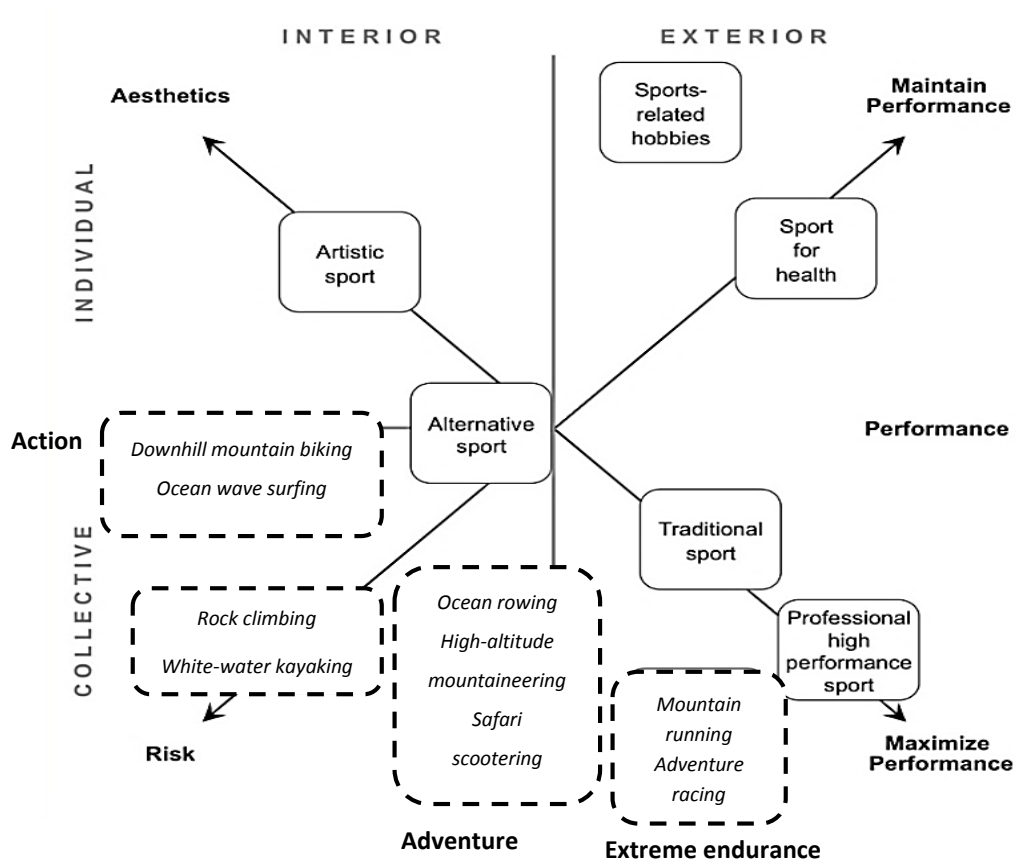 INTERIOR
EXTERIOR
Aesthetics
Sports-
related
hobbies
Maintain
Performance
INDIVIDUAL
Artistic
sport
Sport
for
health
Action
Downhill mountain biking
Ocean wave surfing
Alternative
sport
Performance
COLLECTIVE
Traditional
sport
Rock climbing
White-water kayaking
Ocean rowing
High-altitude
mountaineering
Safari
scootering
Professional
high
performance
sport
Mountain
running
Adventure
racing
Risk
Maximize
Performance
Adventure
Extreme endurance